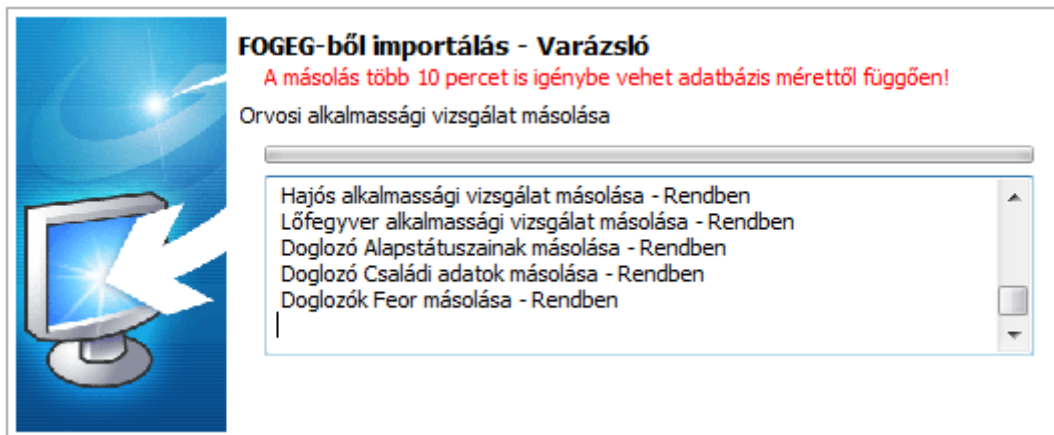 FOGEG-ből importálás - Varázsló
A másolás több 10 percet is igénybe vehet adatbázis mérettől függően!
Orvosi alkalmassági vizsgálat másolása
Hajós alkalmassági vizsgálat másolása - Rendben
Lőfegyver alkalmassági vizsgálat másolása - Rendben
Doglozó Alapstátuszainak másolása - Rendben
Doglozó Családi adatok másolása - Rendben
Doglozók Feor másolása - Rendben